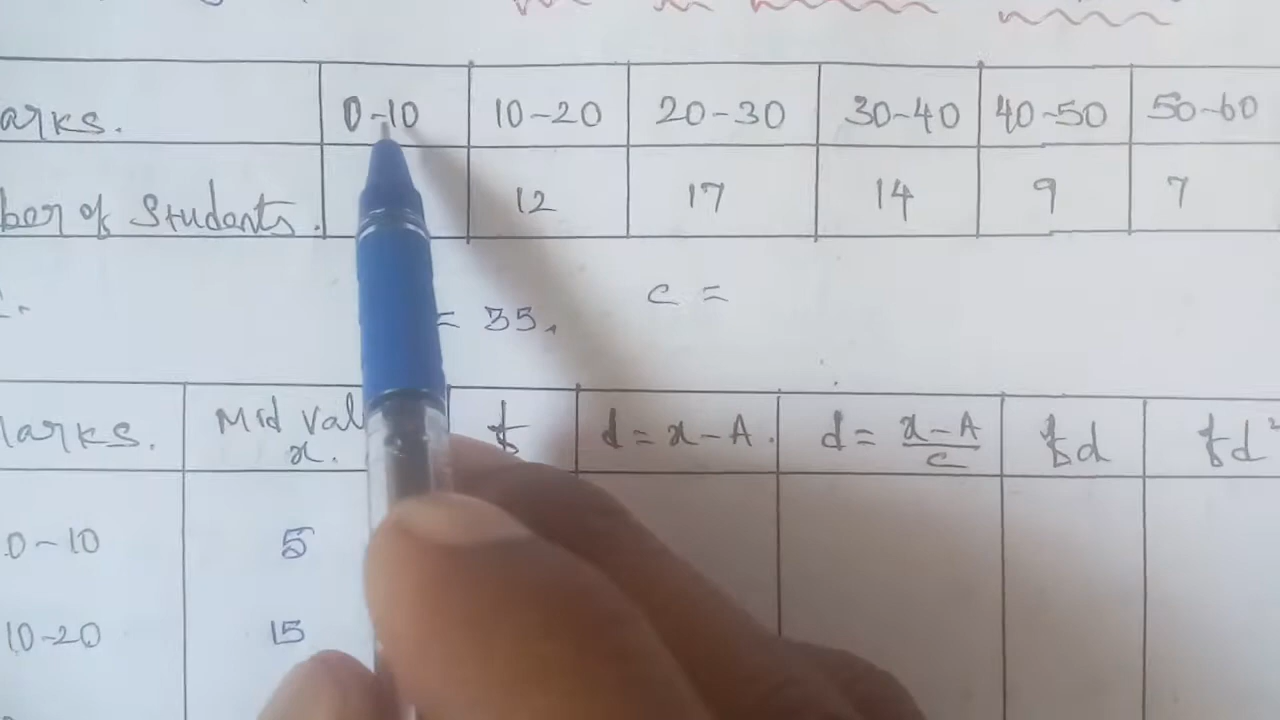 arks. 0-10 10-20 20-30 30-40 40-50 50-60
ber of Students. 12 17 14 9 7
= 35. c =
arks. Mid Val x. f d = x - A. d = x-A/c fd fd²
0-10 5
10-20 15